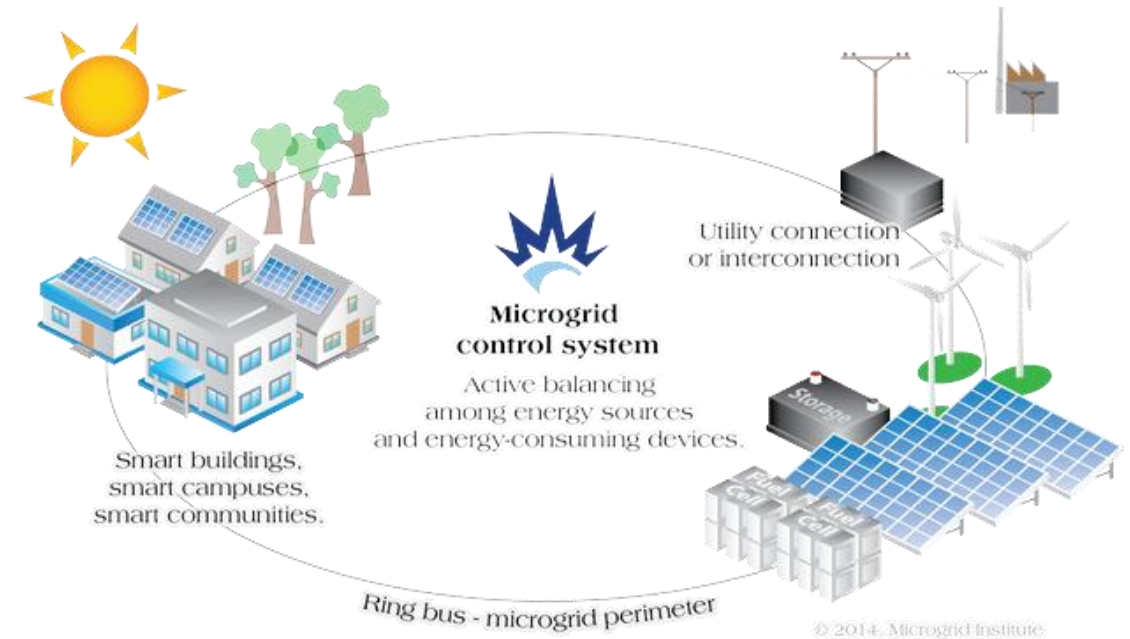 Utility connection
or interconnection
Microgrid
control system
Active balancing
among energy sources
and energy-consuming devices.
Storage
Smart buildings,
smart campuses,
smart communities.
Fuel
Cell
Fuel
Cell
Ring bus - microgrid perimeter
© 2014. Microgrid Institute